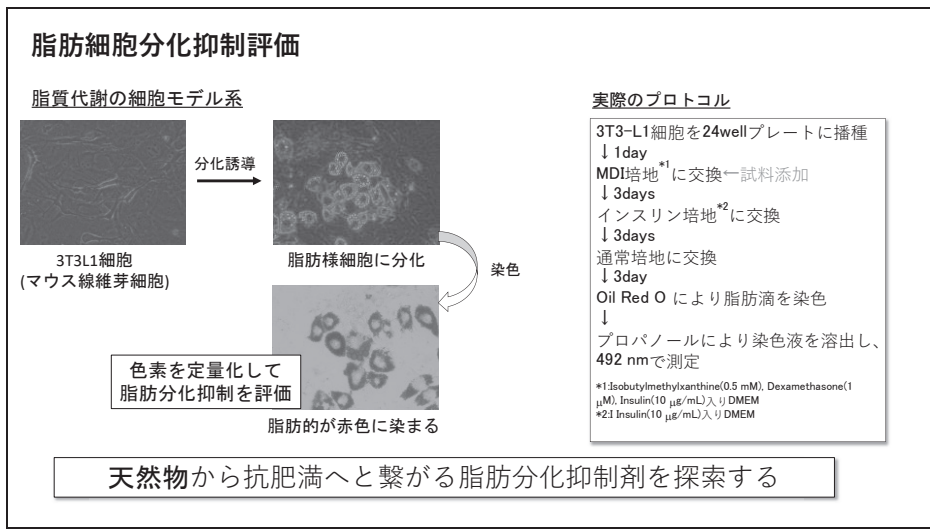 脂肪細胞分化抑制評価
脂質代謝の細胞モデル系
分化誘導
3T3L1細胞
(マウス線維芽細胞)
脂肪様細胞に分化
染色
色素を定量化して
脂肪分化抑制を評価
脂肪的が赤色に染まる
実際のプロトコル
3T3-L1細胞を24wellプレートに播種
↓1day
MDI培地*1に交換←試料添加
↓3days
インスリン培地*2に交換
↓3days
通常培地に交換
↓3day
Oil Red O により脂肪滴を染色
↓
プロパノールにより染色液を溶出し、
492 nmで測定
*1:Isobutylmethylxanthine(0.5 mM), Dexamethasone(1
μM), Insulin(10 μg/mL)入りDMEM
*2:I Insulin(10 μg/mL)入りDMEM
天然物から抗肥満へと繋がる脂肪分化抑制剤を探索する